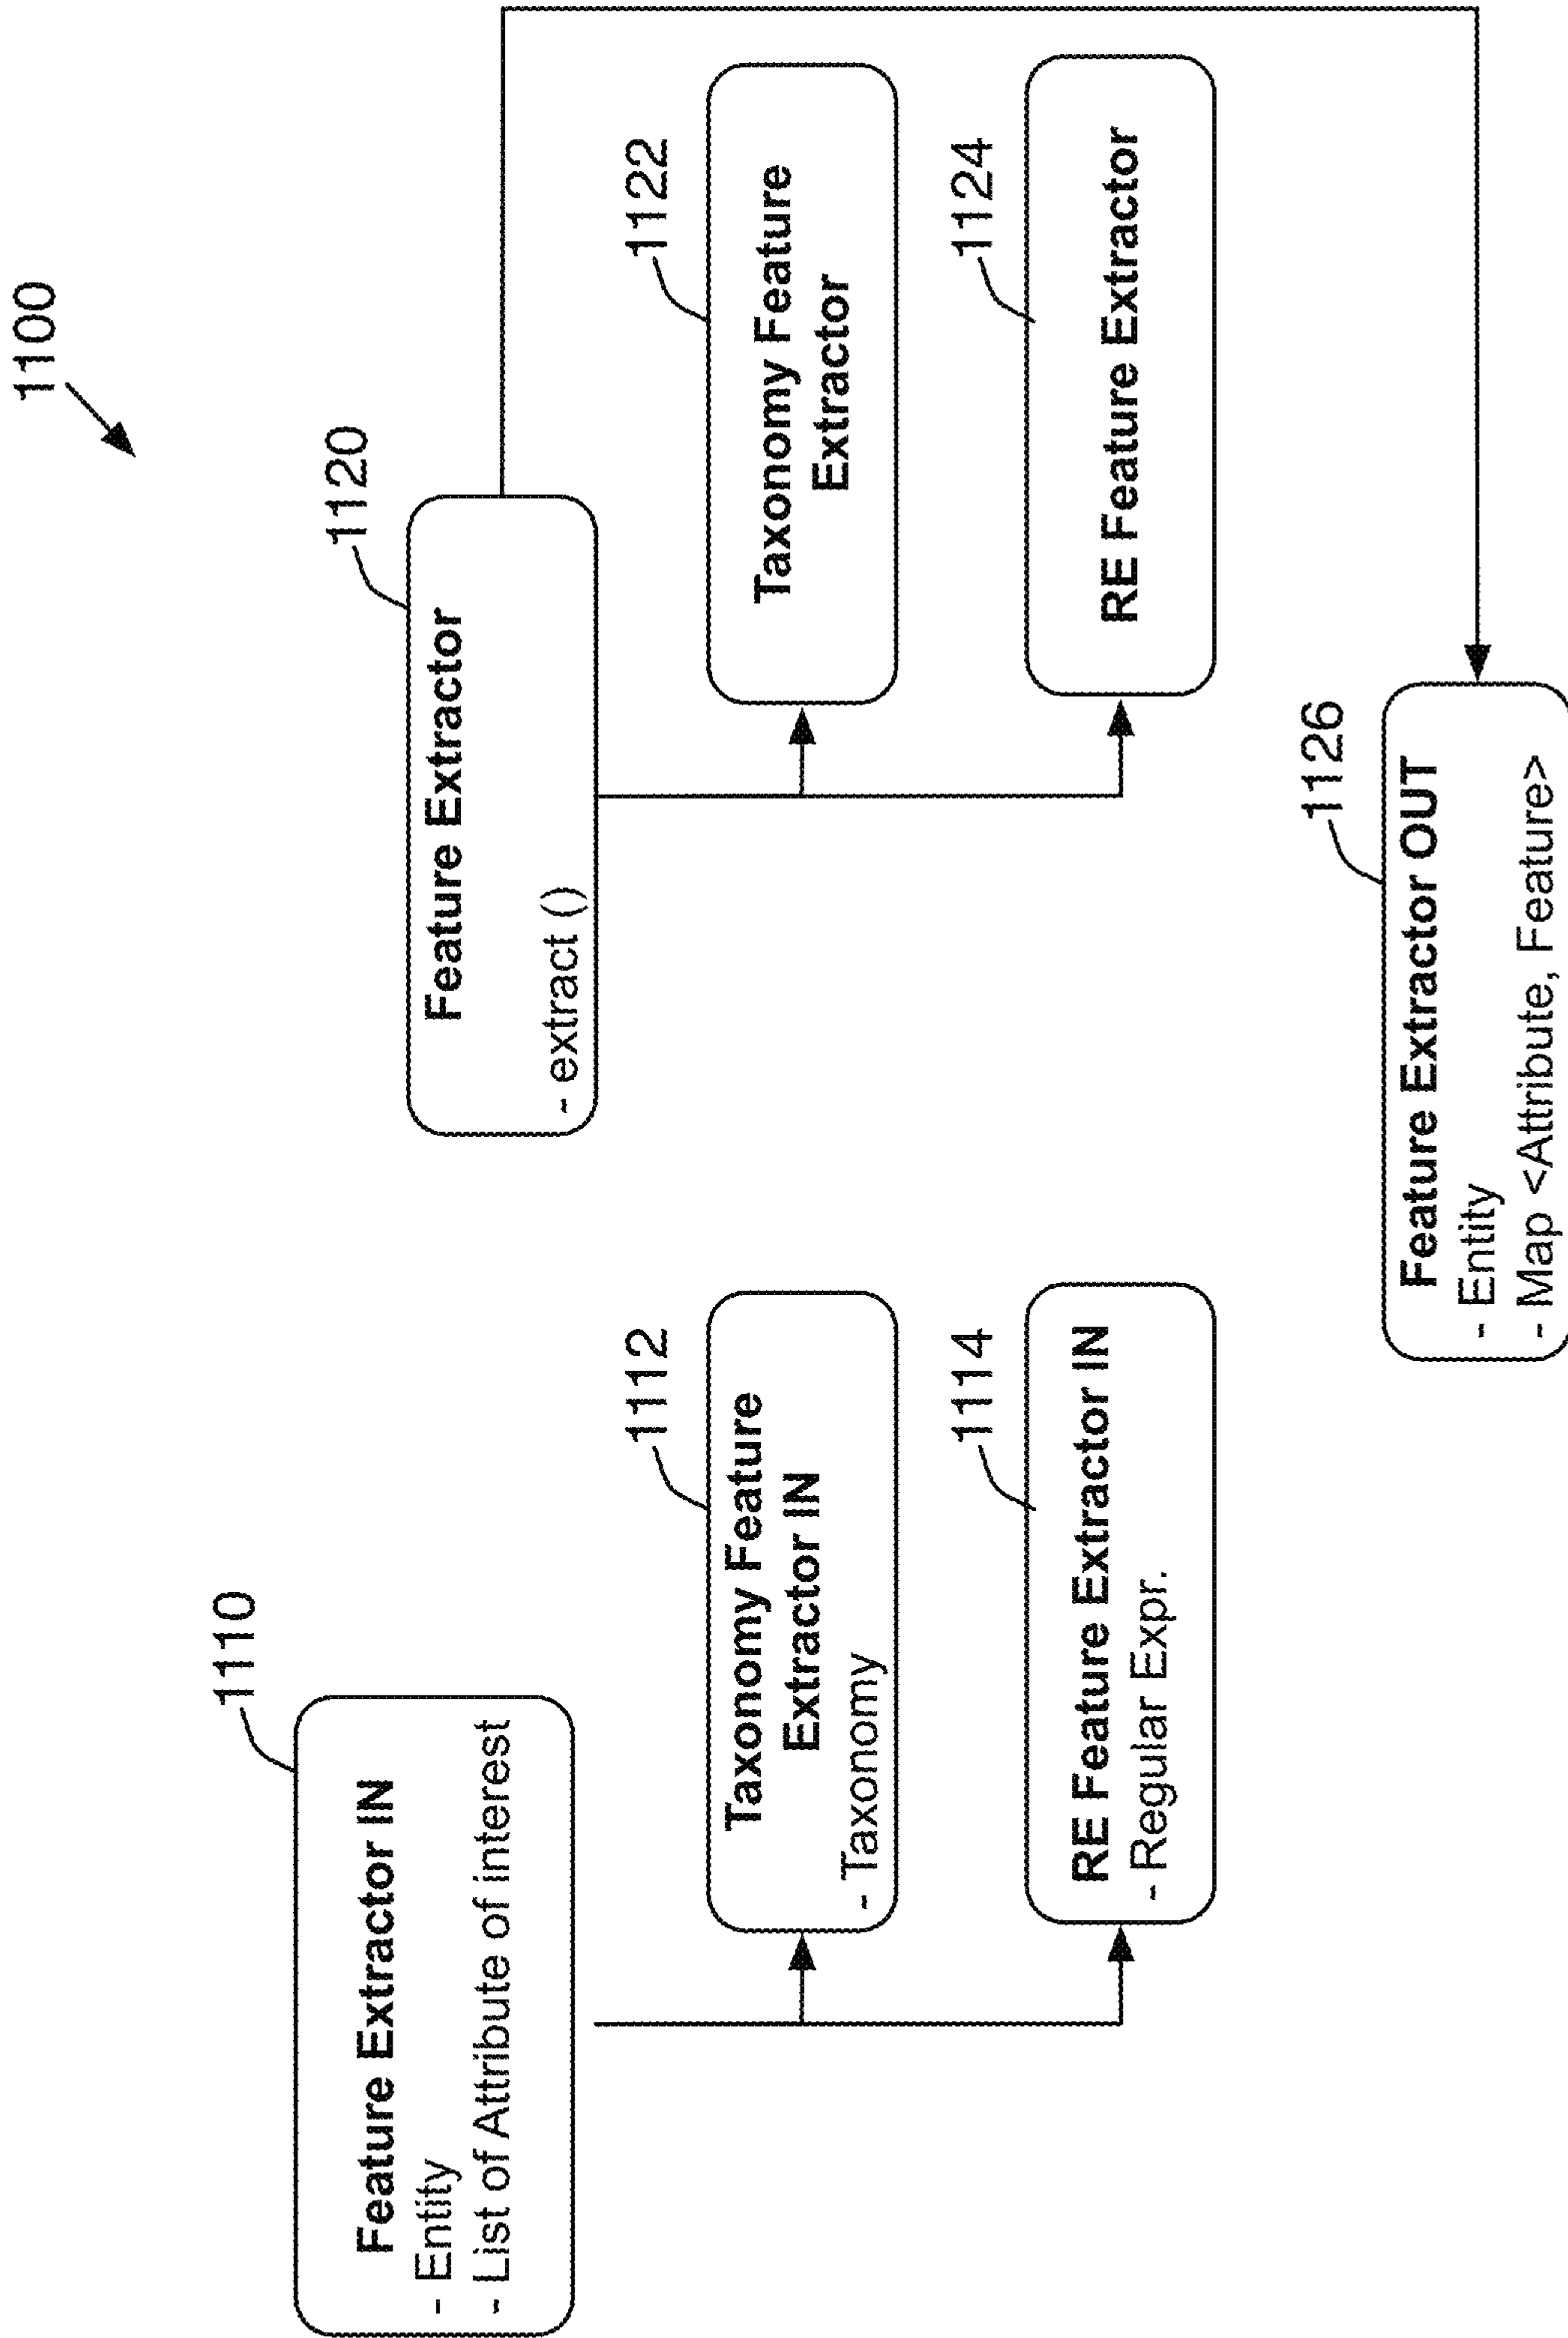 1100
1110
Feature Extractor IN
- Entity
- List of Attribute of interest
1112
Taxonomy Feature
Extractor IN
- Taxonomy
1114
RE Feature Extractor IN
- Regular Expr.
1120
Feature Extractor
- extract ()
1122
Taxonomy Feature
Extractor
1124
RE Feature Extractor
1126
Feature Extractor OUT
- Entity
- Map <Attribute, Feature>